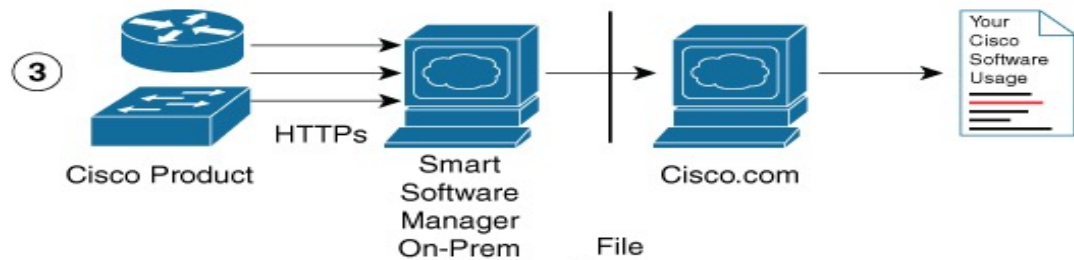 3
HTTPs
Cisco Product
Smart
Software
Manager
On-Prem
File
Cisco.com
Your
Cisco
Software
Usage